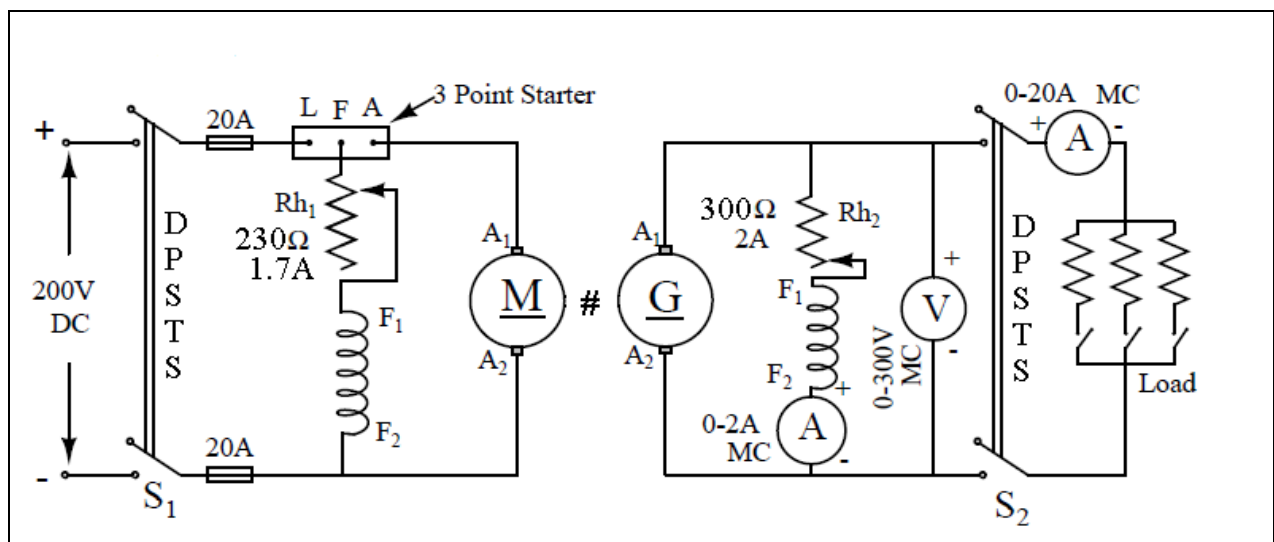 3 Point Starter
L F A
20A
+
Rh₁
230Ω
1.7A
D
P
S
T
S
200V
DC
F₁
F₂
A₁
M
A₂
#
A₁
G
A₂
20A
-
S₁
300Ω
2A
Rh₂
F₁
F₂
+
0-2A
MC
A
-
0-300V
MC
+
V
-
D
P
S
T
S
0-20A MC
+ -
A
Load
S₂